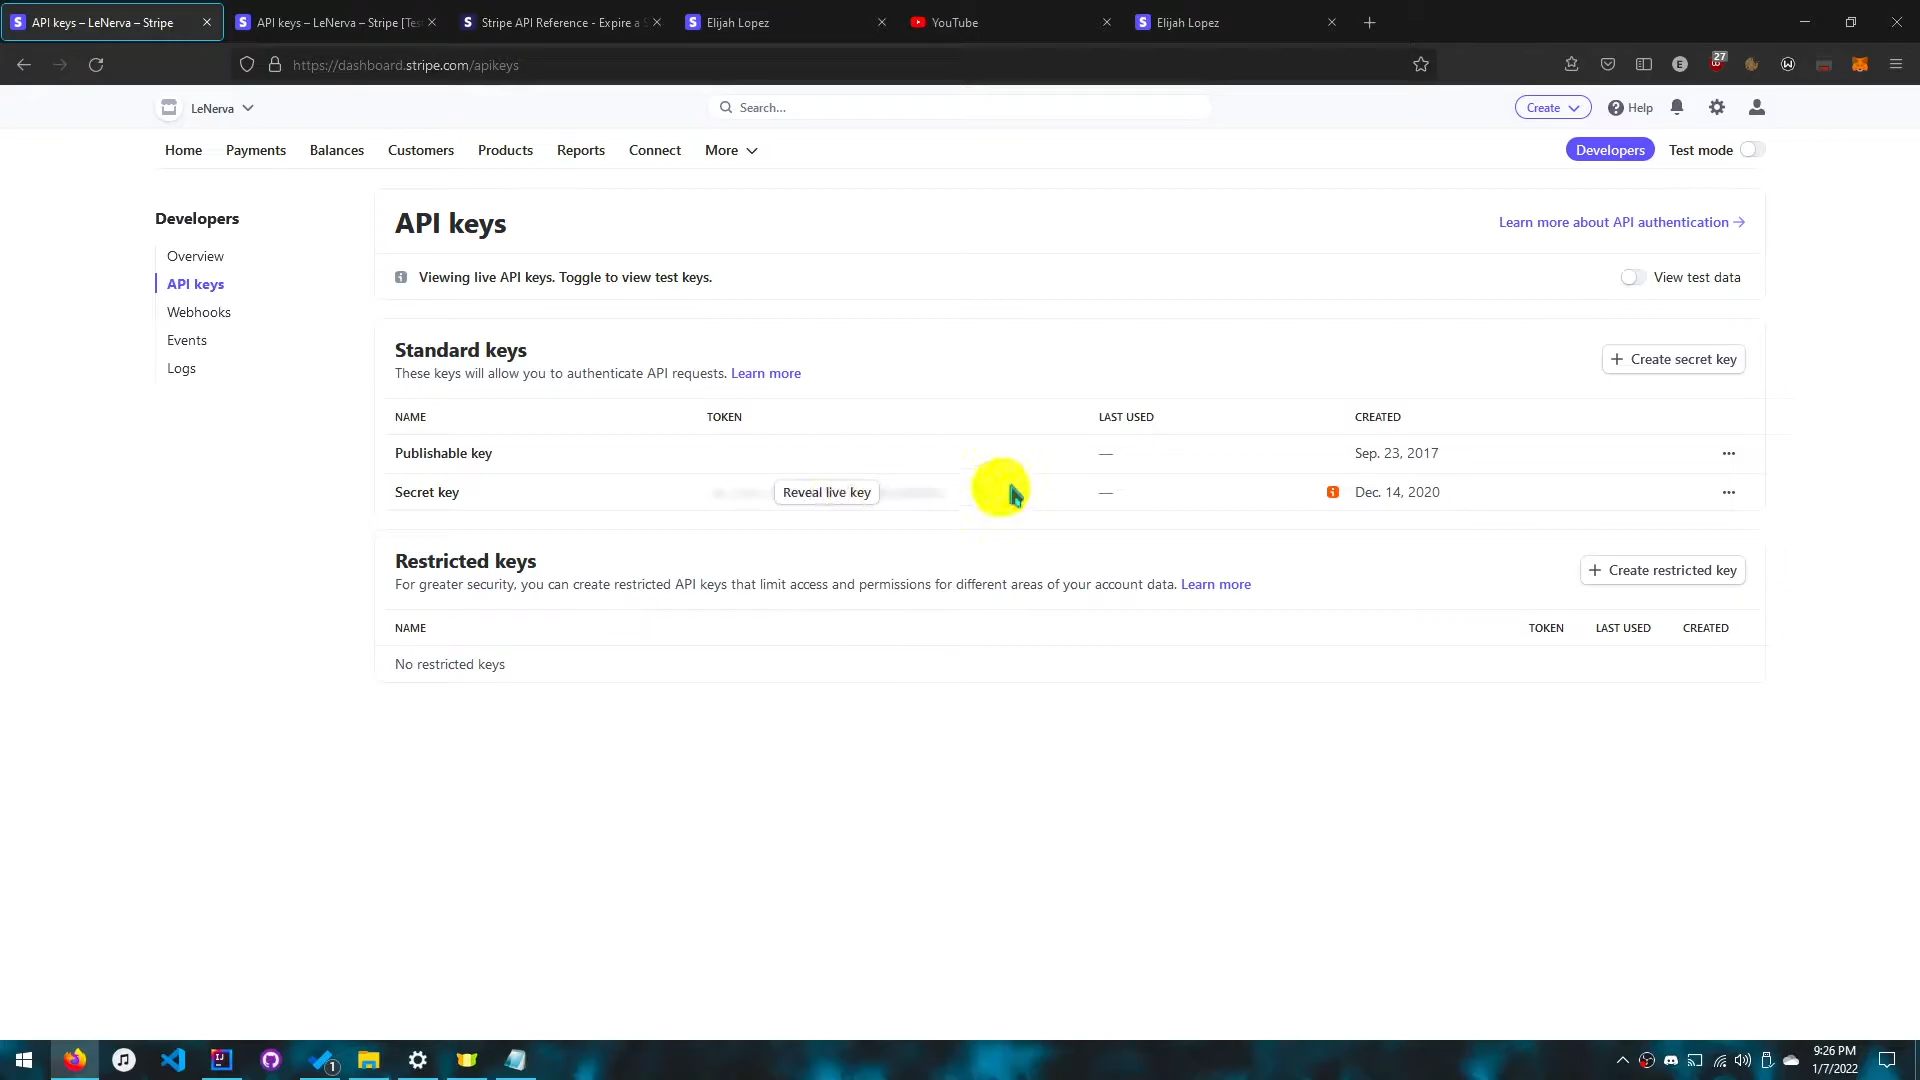 API keys – LeNerva – Stripe
API keys – LeNerva – Stripe [Tes
Stripe API Reference - Expire a S
Elijah Lopez
YouTube
Elijah Lopez
https://dashboard.stripe.com/apikeys
27
LeNerva
Search...
Create
Help
Home
Payments
Balances
Customers
Products
Reports
Connect
More
Developers
Test mode
Developers
Overview
API keys
Webhooks
Events
Logs
API keys
Learn more about API authentication
Viewing live API keys. Toggle to view test keys.
View test data
Standard keys
These keys will allow you to authenticate API requests. Learn more
Create secret key
NAME
TOKEN
LAST USED
CREATED
Publishable key
—
Sep. 23, 2017
Secret key
Reveal live key
—
Dec. 14, 2020
Restricted keys
For greater security, you can create restricted API keys that limit access and permissions for different areas of your account data. Learn more
Create restricted key
NAME
TOKEN
LAST USED
CREATED
No restricted keys
1
9:26 PM
1/7/2022